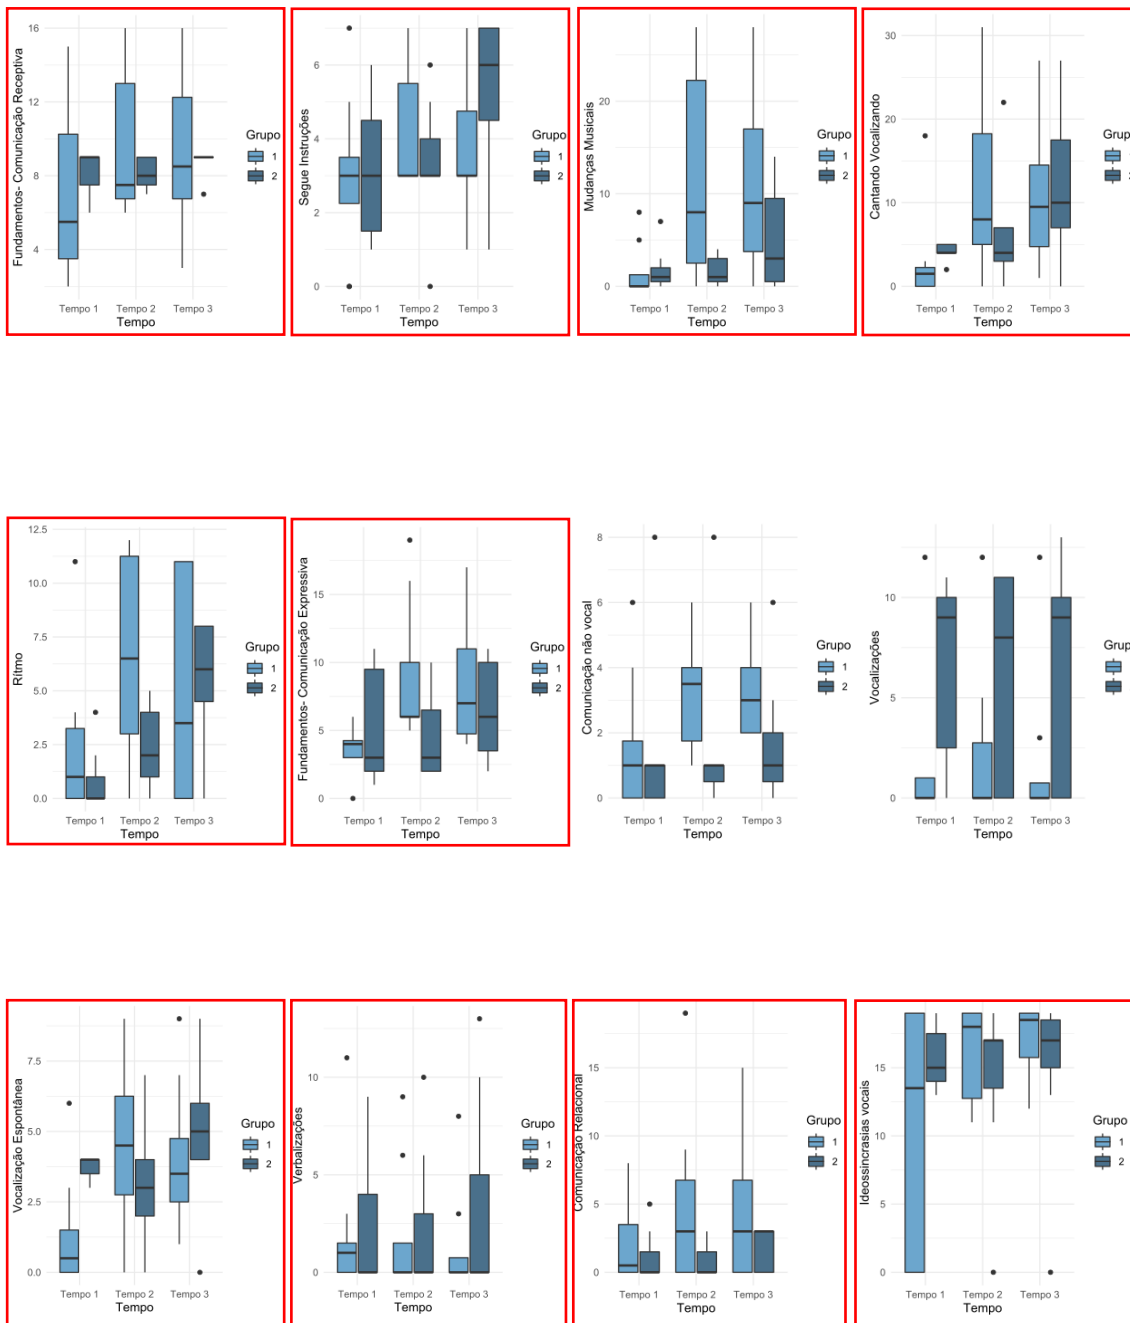 Fundamentos- Comunicação Receptiva
16
12
8
4
Tempo 1 Tempo 2 Tempo 3
Tempo
Grupo
1
2
Segue Instruções
6
4
2
0
Tempo 1 Tempo 2 Tempo 3
Tempo
Grupo
1
2
Mudanças Musicais
20
10
0
Tempo 1 Tempo 2 Tempo 3
Tempo
Grupo
1
2
Cantando Vocalizando
30
20
10
0
Tempo 1 Tempo 2 Tempo 3
Tempo
Grupo
Ritmo
12.5
10.0
7.5
5.0
2.5
0.0
Tempo 1 Tempo 2 Tempo 3
Tempo
Grupo
1
2
Fundamentos- Comunicação Expressiva
15
10
5
0
Tempo 1 Tempo 2 Tempo 3
Tempo
Grupo
1
2
Comunicação não vocal
8
6
4
2
0
Tempo 1 Tempo 2 Tempo 3
Tempo
Grupo
1
2
Vocalizações
10
5
0
Tempo 1 Tempo 2 Tempo 3
Tempo
Grupo
Vocalização Espontânea
7.5
5.0
2.5
0.0
Tempo 1 Tempo 2 Tempo 3
Tempo
Grupo
1
2
Verbalizações
10
5
0
Tempo 1 Tempo 2 Tempo 3
Tempo
Grupo
1
2
Comunicação Relacional
15
10
5
0
Tempo 1 Tempo 2 Tempo 3
Tempo
Grupo
1
2
Ideossincrasias vocais
15
10
5
0
Tempo 1 Tempo 2 Tempo 3
Tempo
Grupo
1
2